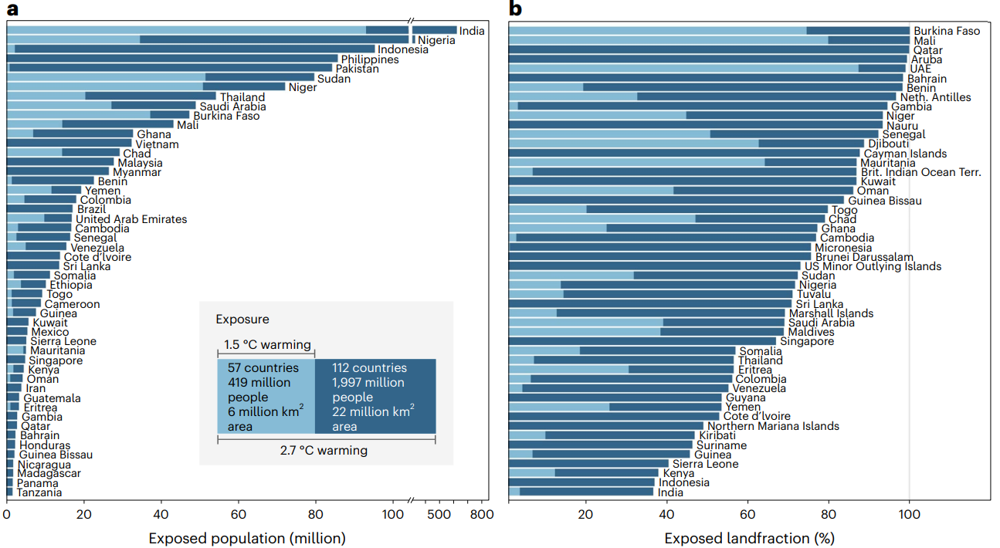 a
India
Nigeria
Indonesia
Philippines
Pakistan
Sudan
Niger
Thailand
Saudi Arabia
Burkina Faso
Mali
Ghana
Vietnam
Chad
Malaysia
Myanmar
Benin
Yemen
Colombia
Brazil
United Arab Emirates
Cambodia
Senegal
Venezuela
Cote d'Ivoire
Sri Lanka
Somalia
Ethiopia
Togo
Cameroon
Guinea
Kuwait
Mexico
Sierra Leone
Mauritania
Singapore
Kenya
Oman
Iran
Guatemala
Eritrea
Gambia
Qatar
Bahrain
Honduras
Guinea Bissau
Nicaragua
Madagascar
Panama
Tanzania
Exposure
1.5 °C warming
57 countries
419 million
people
6 million km²
area
112 countries
1,997 million
people
22 million km²
area
2.7 °C warming
0 20 40 60 80 100 500 800
Exposed population (million)
b
Burkina Faso
Mali
Qatar
Aruba
UAE
Bahrain
Benin
Neth. Antilles
Gambia
Niger
Nauru
Senegal
Djibouti
Cayman Islands
Mauritania
Brit. Indian Ocean Terr.
Kuwait
Oman
Guinea Bissau
Togo
Chad
Ghana
Cambodia
Micronesia
Brunei Darussalam
US Minor Outlying Islands
Sudan
Nigeria
Tuvalu
Sri Lanka
Marshall Islands
Saudi Arabia
Maldives
Singapore
Somalia
Thailand
Eritrea
Colombia
Venezuela
Guyana
Yemen
Cote d'Ivoire
Northern Mariana Islands
Kiribati
Suriname
Guinea
Sierra Leone
Kenya
Indonesia
India
20 40 60 80 100
Exposed landfraction (%)